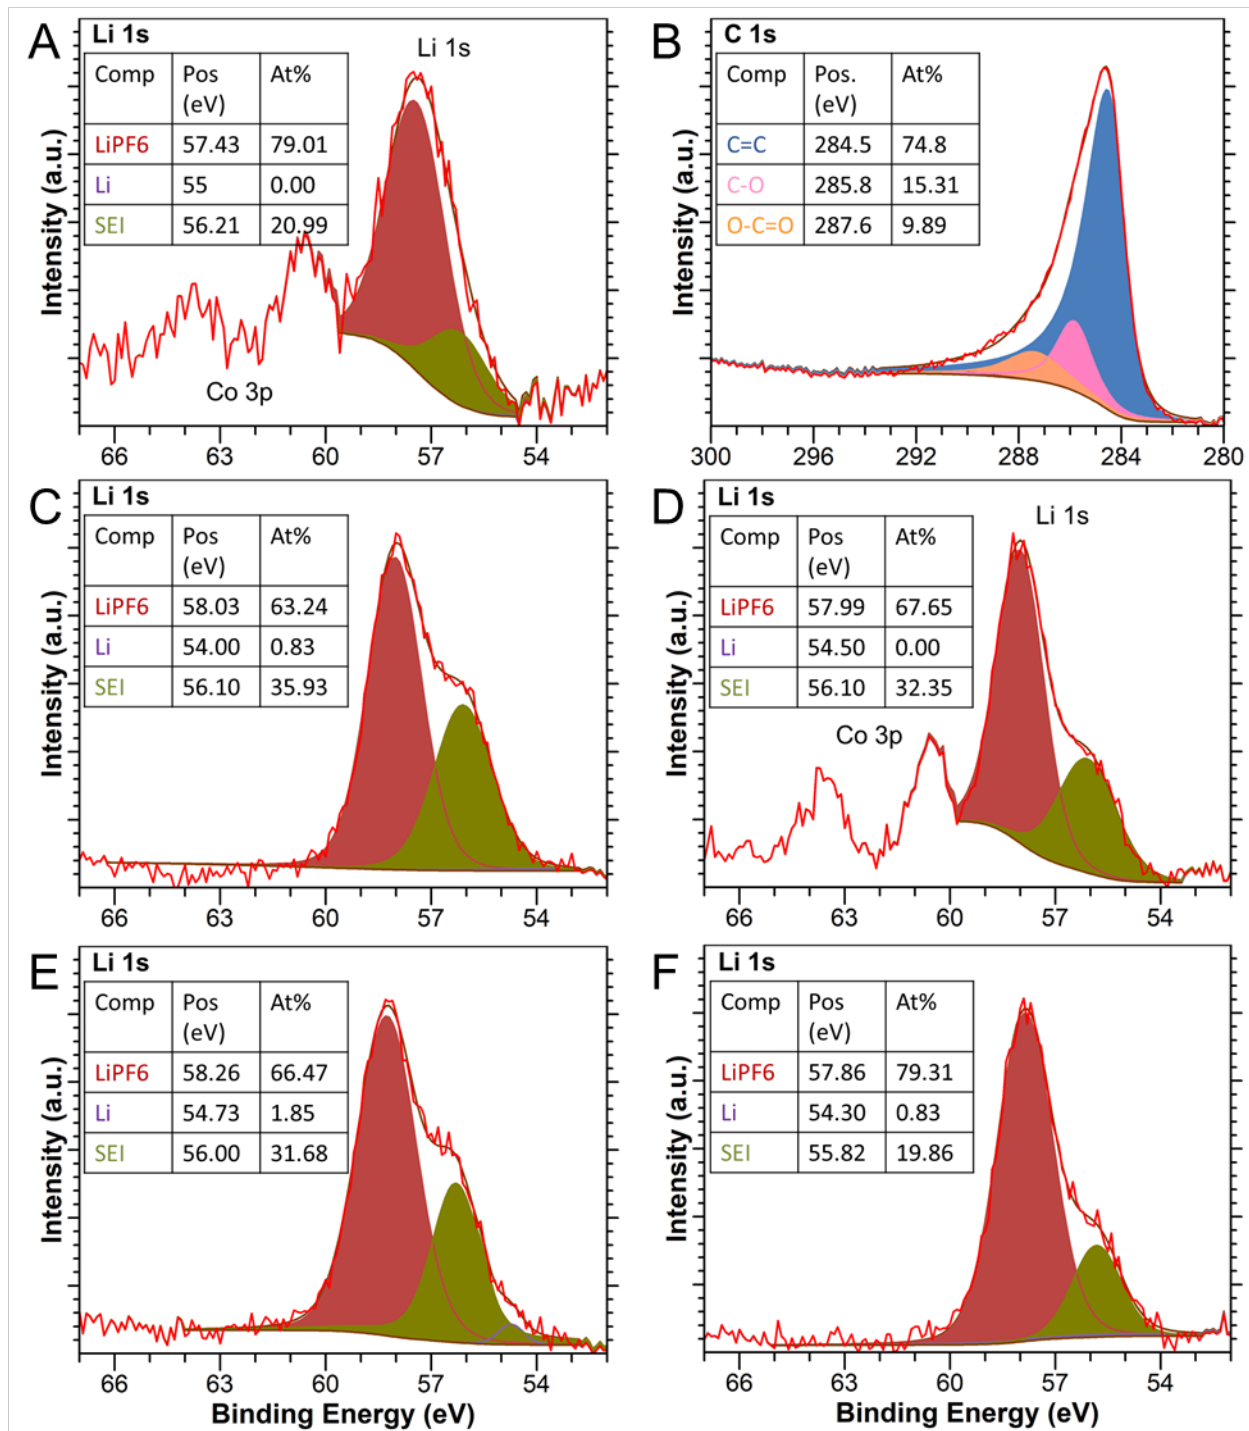 A
Li 1s
Comp Pos (eV) At%
LiPF6 57.43 79.01
Li 55 0.00
SEI 56.21 20.99
Li 1s
Co 3p
Intensity (a.u.)
66 63 60 57 54
B
C 1s
Comp Pos. (eV) At%
C=C 284.5 74.8
C-O 285.8 15.31
O-C=O 287.6 9.89
Intensity (a.u.)
300 296 292 288 284 280
C
Li 1s
Comp Pos (eV) At%
LiPF6 58.03 63.24
Li 54.00 0.83
SEI 56.10 35.93
Intensity (a.u.)
66 63 60 57 54
D
Li 1s
Comp Pos (eV) At%
LiPF6 57.99 67.65
Li 54.50 0.00
SEI 56.10 32.35
Li 1s
Co 3p
Intensity (a.u.)
66 63 60 57 54
E
Li 1s
Comp Pos (eV) At%
LiPF6 58.26 66.47
Li 54.73 1.85
SEI 56.00 31.68
Intensity (a.u.)
66 63 60 57 54
Binding Energy (eV)
F
Li 1s
Comp Pos (eV) At%
LiPF6 57.86 79.31
Li 54.30 0.83
SEI 55.82 19.86
Intensity (a.u.)
66 63 60 57 54
Binding Energy (eV)